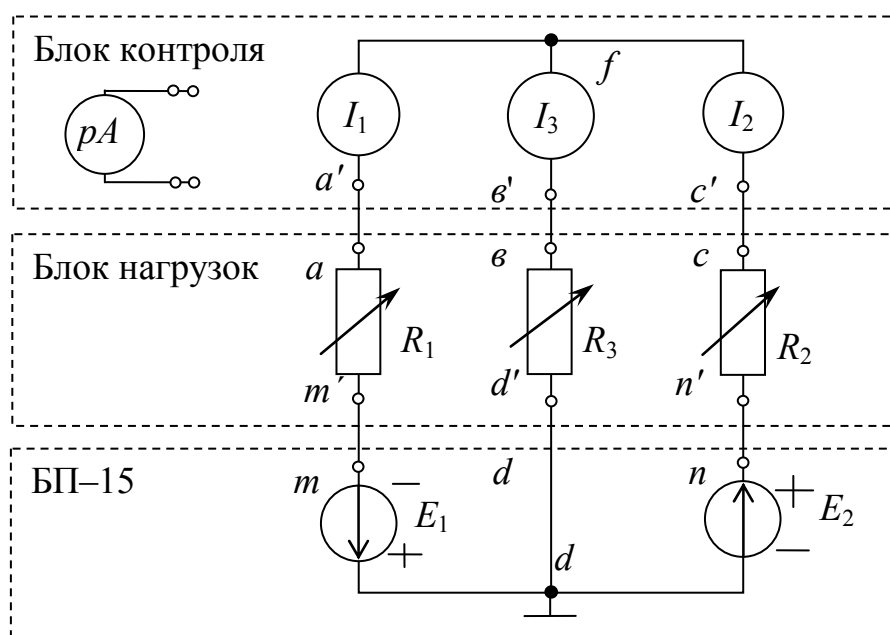 Блок контроля
f
pA
I1
I3
I2
a'
в'
c'
Блок нагрузок
a
в
c
R1
R3
R2
m´
d'
n'
БП–15
m
d
n
−
+
E1
+
−
E2
d